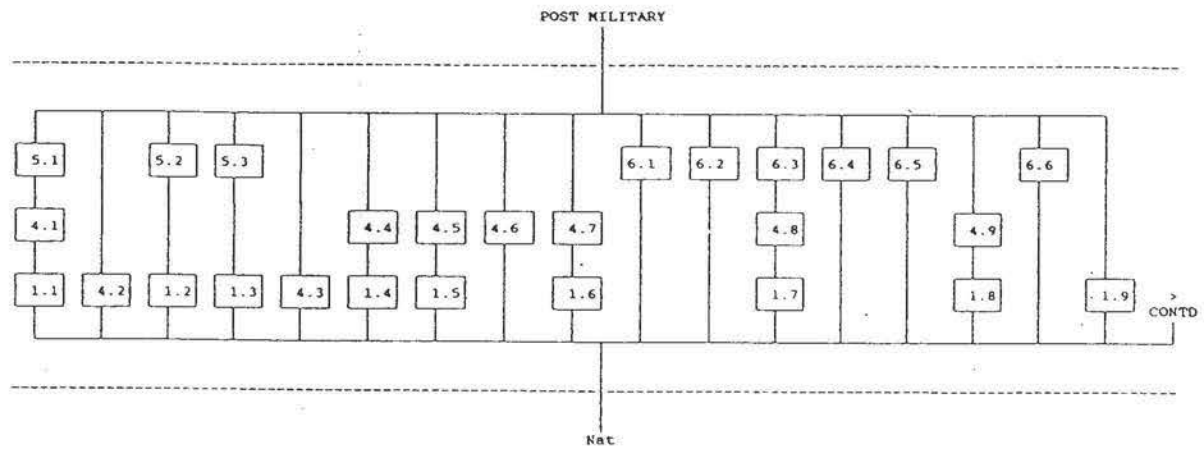 POST MILITARY
5.1 5.2 5.3 6.1 6.2 6.3 6.4 6.5 6.6
4.1 4.4 4.5 4.6 4.7 4.8 4.9
1.1 4.2 1.2 1.3 4.3 1.4 1.5 1.6 1.7 1.8 1.9 >
CONTD
Nat